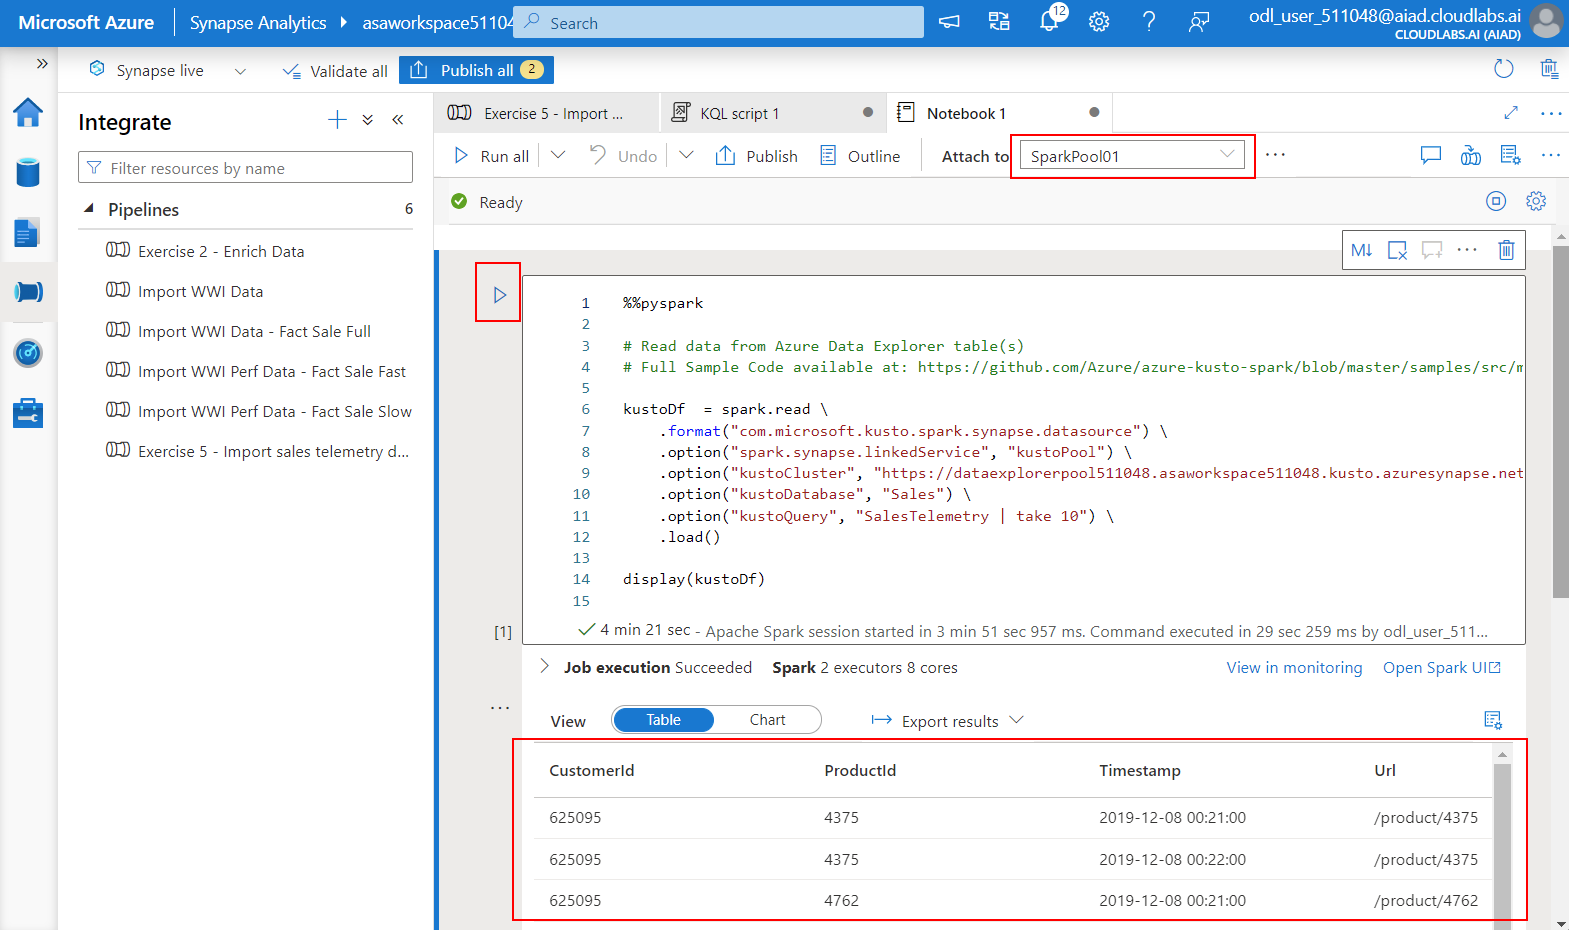 Microsoft Azure
Synapse Analytics
asaworkspace51104
Search
12
odl_user_511048@aiad.cloudlabs.ai
CLOUDLABS.AI (AIAD)
Synapse live
Validate all
Publish all 2
Integrate
Filter resources by name
Pipelines 6
Exercise 2 - Enrich Data
Import WWI Data
Import WWI Data - Fact Sale Full
Import WWI Perf Data - Fact Sale Fast
Import WWI Perf Data - Fact Sale Slow
Exercise 5 - Import sales telemetry d...
Exercise 5 - Import ...
KQL script 1
Notebook 1
Run all
Undo
Publish
Outline
Attach to
SparkPool01
Ready
M↓
1 %%pyspark
2
3 # Read data from Azure Data Explorer table(s)
4 # Full Sample Code available at: https://github.com/Azure/azure-kusto-spark/blob/master/samples/src/m
5
6 kustoDf  = spark.read \
7 .format("com.microsoft.kusto.spark.synapse.datasource") \
8 .option("spark.synapse.linkedService", "kustoPool") \
9 .option("kustoCluster", "https://dataexplorerpool511048.asaworkspace511048.kusto.azuresynapse.net
10 .option("kustoDatabase", "Sales") \
11 .option("kustoQuery", "SalesTelemetry | take 10") \
12 .load()
13
14 display(kustoDf)
15
[1]
4 min 21 sec - Apache Spark session started in 3 min 51 sec 957 ms. Command executed in 29 sec 259 ms by odl_user_511...
Job execution Succeeded Spark 2 executors 8 cores
View in monitoring
Open Spark UI
View
Table
Chart
Export results
CustomerId ProductId Timestamp Url
625095 4375 2019-12-08 00:21:00 /product/4375
625095 4375 2019-12-08 00:22:00 /product/4375
625095 4762 2019-12-08 00:21:00 /product/4762